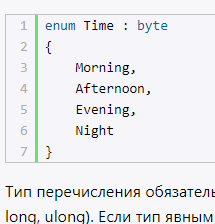 1 enum Time : byte
2 {
3 Morning,
4 Afternoon,
5 Evening,
6 Night
7 }
Тип перечисления обязатель
long, ulong). Если тип явным